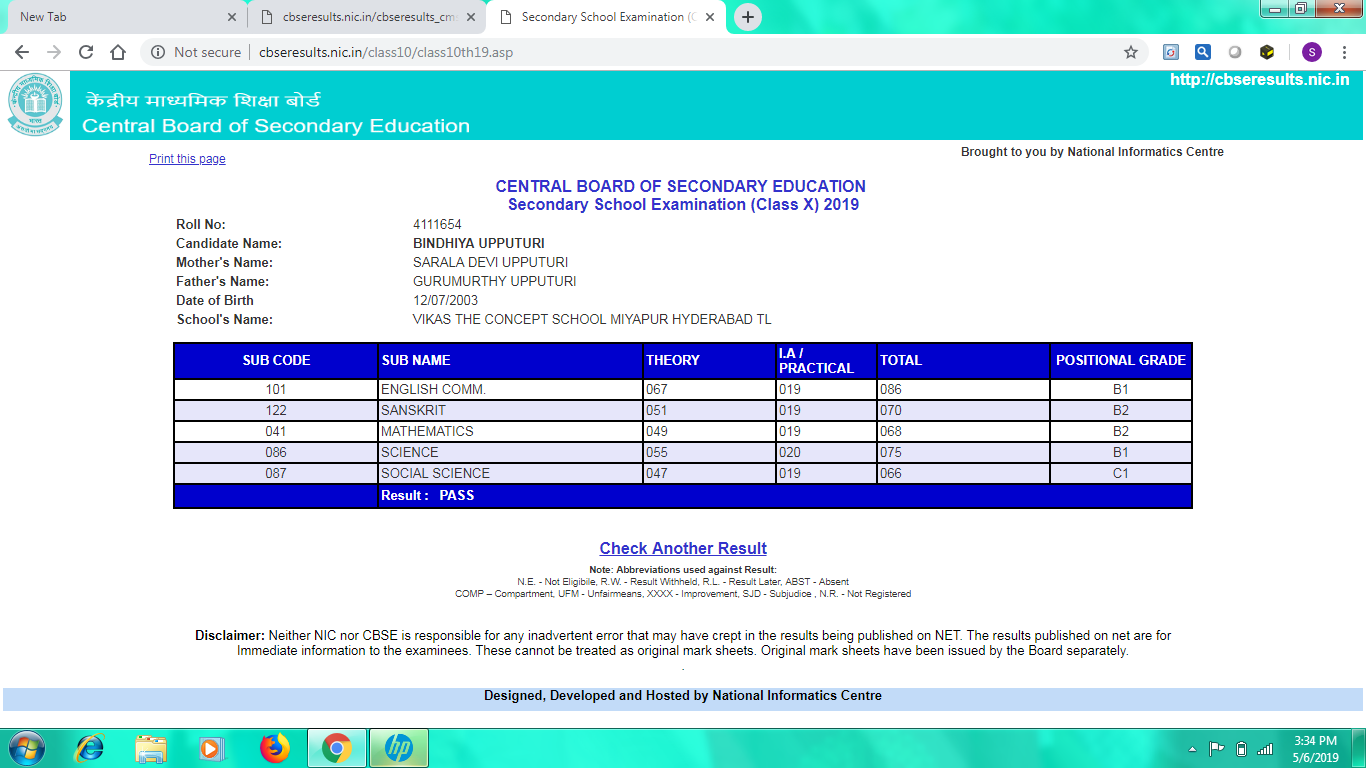 New Tab
cbseresults.nic.in/cbseresults_cms
Secondary School Examination (C
Not secure | cbseresults.nic.in/class10/class10th19.asp
S
http://cbseresults.nic.in
केंद्रीय माध्यमिक शिक्षा बोर्ड
Central Board of Secondary Education
Print this page
Brought to you by National Informatics Centre
CENTRAL BOARD OF SECONDARY EDUCATION
Secondary School Examination (Class X) 2019
Roll No: 4111654
Candidate Name: BINDHIYA UPPUTURI
Mother's Name: SARALA DEVI UPPUTURI
Father's Name: GURUMURTHY UPPUTURI
Date of Birth 12/07/2003
School's Name: VIKAS THE CONCEPT SCHOOL MIYAPUR HYDERABAD TL
SUB CODE SUB NAME THEORY I.A / PRACTICAL TOTAL POSITIONAL GRADE
101 ENGLISH COMM. 067 019 086 B1
122 SANSKRIT 051 019 070 B2
041 MATHEMATICS 049 019 068 B2
086 SCIENCE 055 020 075 B1
087 SOCIAL SCIENCE 047 019 066 C1
Result : PASS
Check Another Result
Note: Abbreviations used against Result:
N.E. - Not Eligibile, R.W. - Result Withheld, R.L. - Result Later, ABST - Absent
COMP – Compartment, UFM - Unfairmeans, XXXX - Improvement, SJD - Subjudice , N.R. - Not Registered
Disclaimer: Neither NIC nor CBSE is responsible for any inadvertent error that may have crept in the results being published on NET. The results published on net are for
Immediate information to the examinees. These cannot be treated as original mark sheets. Original mark sheets have been issued by the Board separately.
.
Designed, Developed and Hosted by National Informatics Centre
hp
3:34 PM
5/6/2019